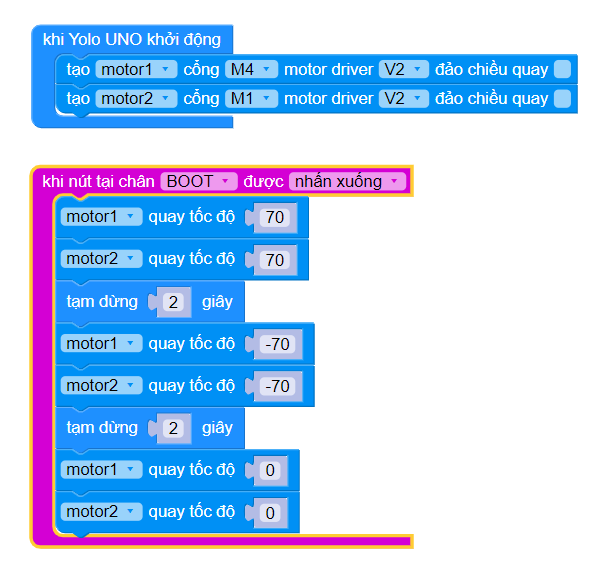 khi Yolo UNO khởi động
tạo motor1 cổng M4 motor driver V2 đảo chiều quay
tạo motor2 cổng M1 motor driver V2 đảo chiều quay
khi nút tại chân BOOT được nhấn xuống
motor1 quay tốc độ 70
motor2 quay tốc độ 70
tạm dừng 2 giây
motor1 quay tốc độ -70
motor2 quay tốc độ -70
tạm dừng 2 giây
motor1 quay tốc độ 0
motor2 quay tốc độ 0